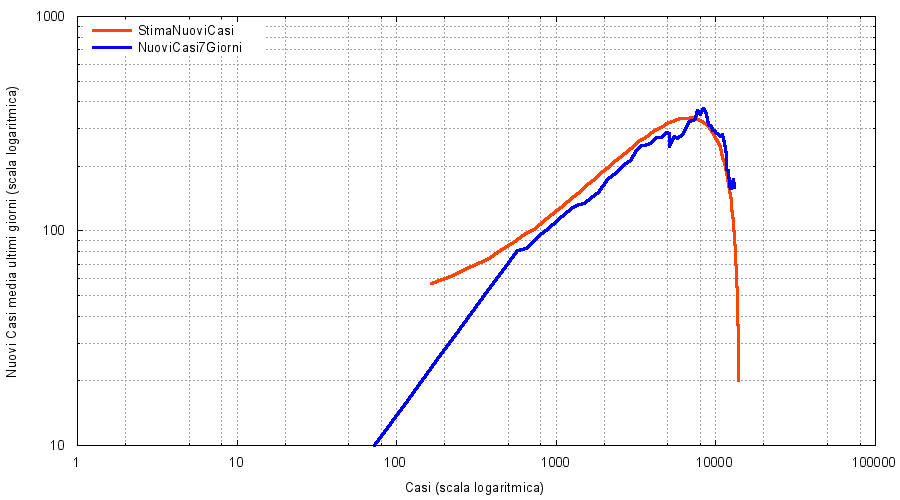 1000
StimaNuoviCasi
NuoviCasi7Giorni
Nuovi Casi media ultimi giorni (scala logaritmica)
100
10
1
10
100
1000
10000
100000
Casi (scala logaritmica)